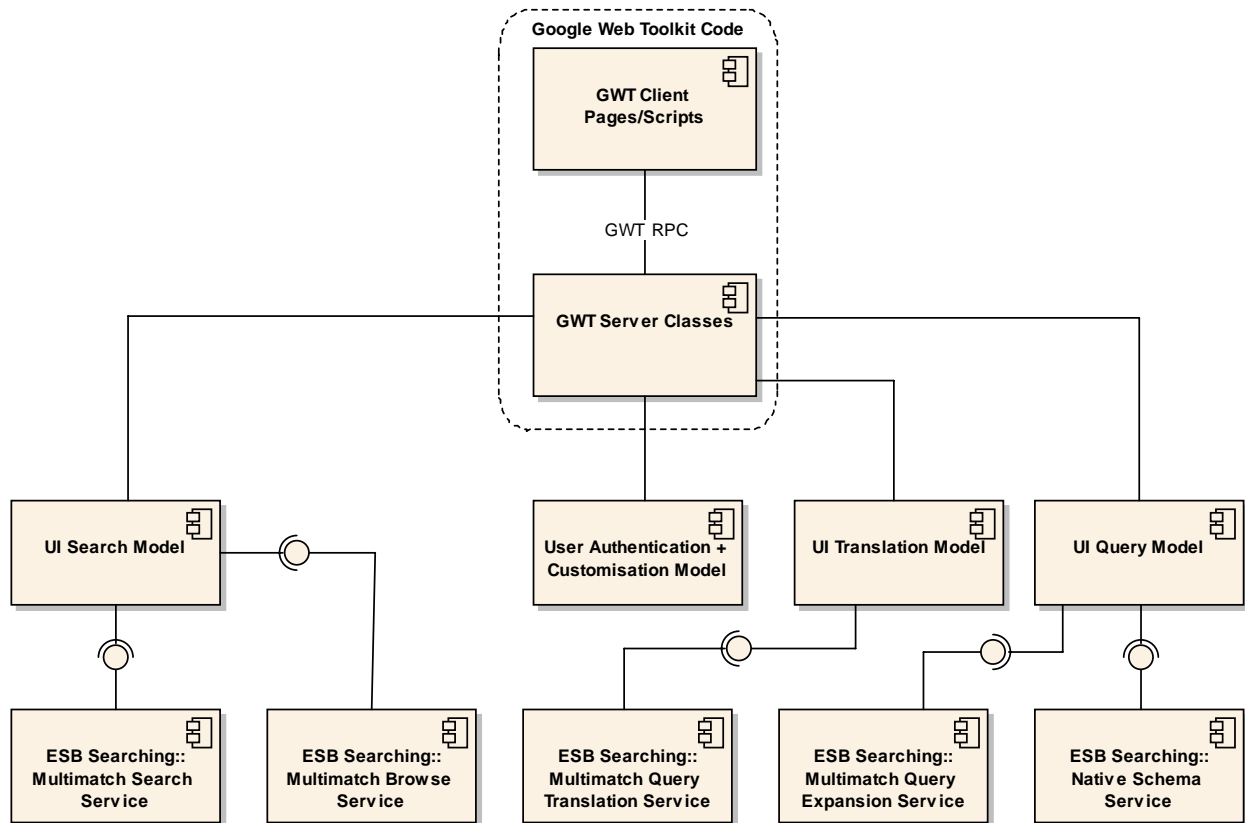 Google Web Toolkit Code
GWT Client
Pages/Scripts
GWT RPC
GWT Server Classes
UI Search Model
User Authentication +
Customisation Model
UI Translation Model
UI Query Model
ESB Searching::
Multimatch Search
Service
ESB Searching::
Multimatch Browse
Service
ESB Searching::
Multimatch Query
Translation Service
ESB Searching::
Multimatch Query
Expansion Service
ESB Searching::
Native Schema
Service